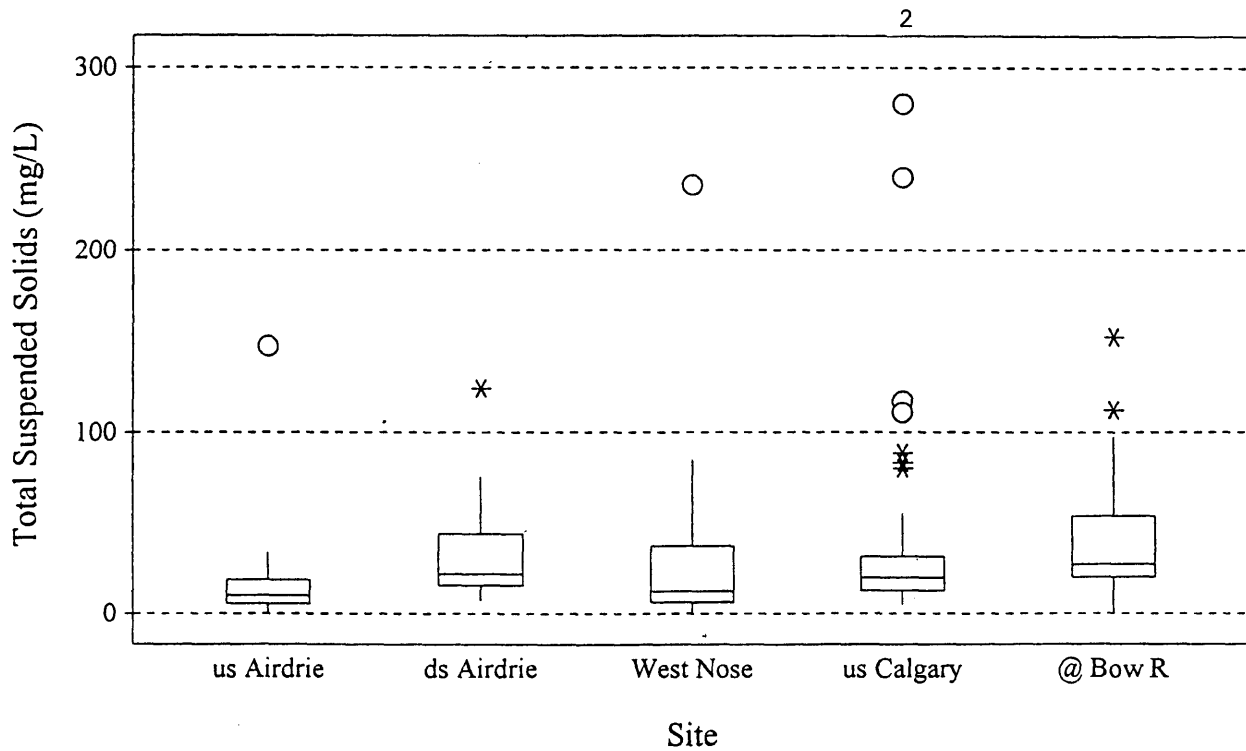 2
Total Suspended Solids (mg/L)
300
200
100
0
us Airdrie ds Airdrie West Nose us Calgary @ Bow R
Site